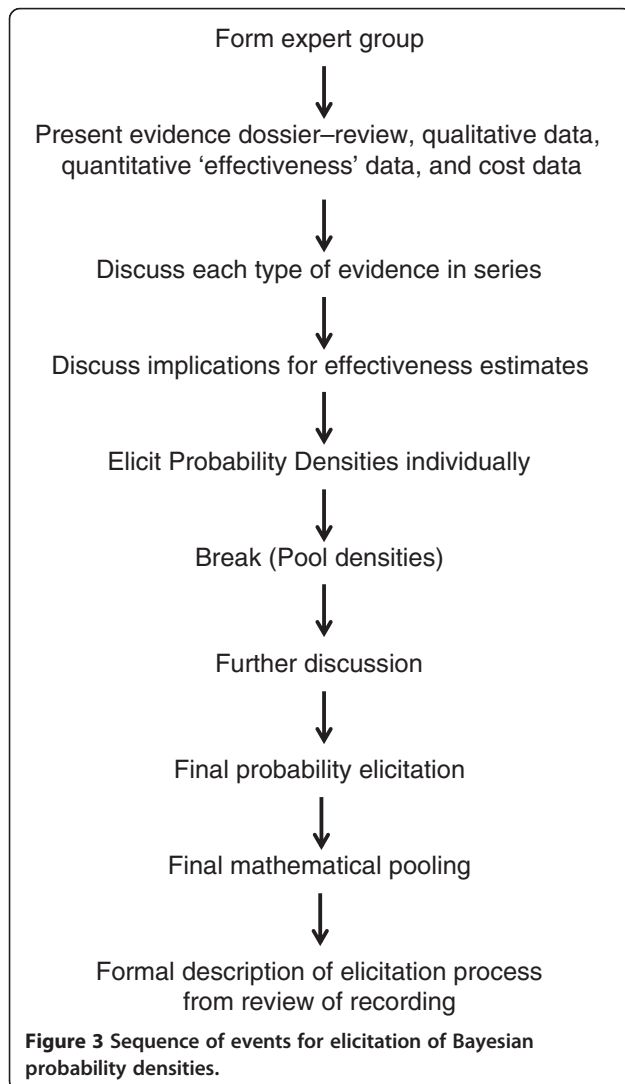 Form expert group
Present evidence dossier–review, qualitative data,
quantitative ‘effectiveness’ data, and cost data
Discuss each type of evidence in series
Discuss implications for effectiveness estimates
Elicit Probability Densities individually
Break (Pool densities)
Further discussion
Final probability elicitation
Final mathematical pooling
Formal description of elicitation process
from review of recording
Figure 3 Sequence of events for elicitation of Bayesian
probability densities.